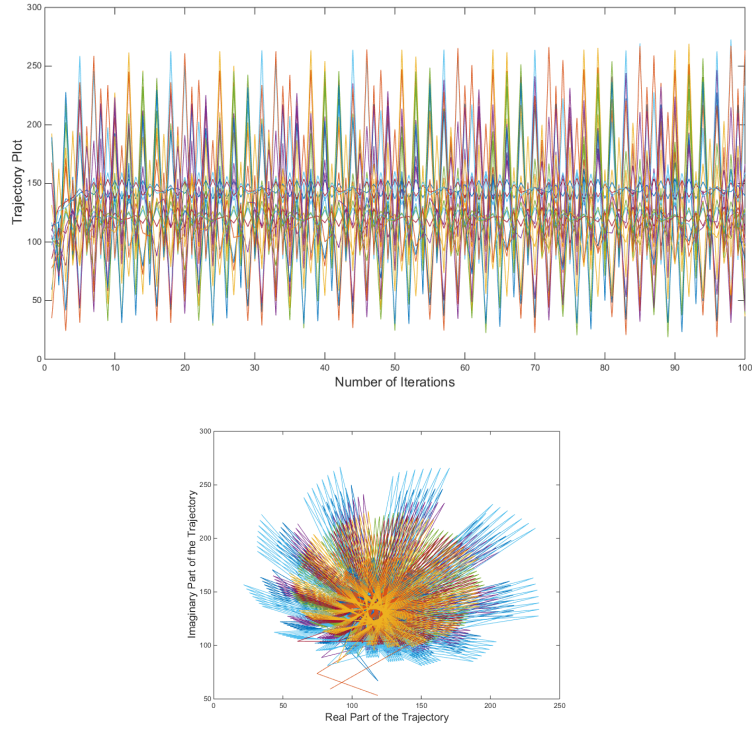 300
250
200
150
100
50
0
Trajectory Plot
0 10 20 30 40 50 60 70 80 90 100
Number of Iterations
300
250
200
150
100
50
Imaginary Part of the Trajectory
0 50 100 150 200 250
Real Part of the Trajectory